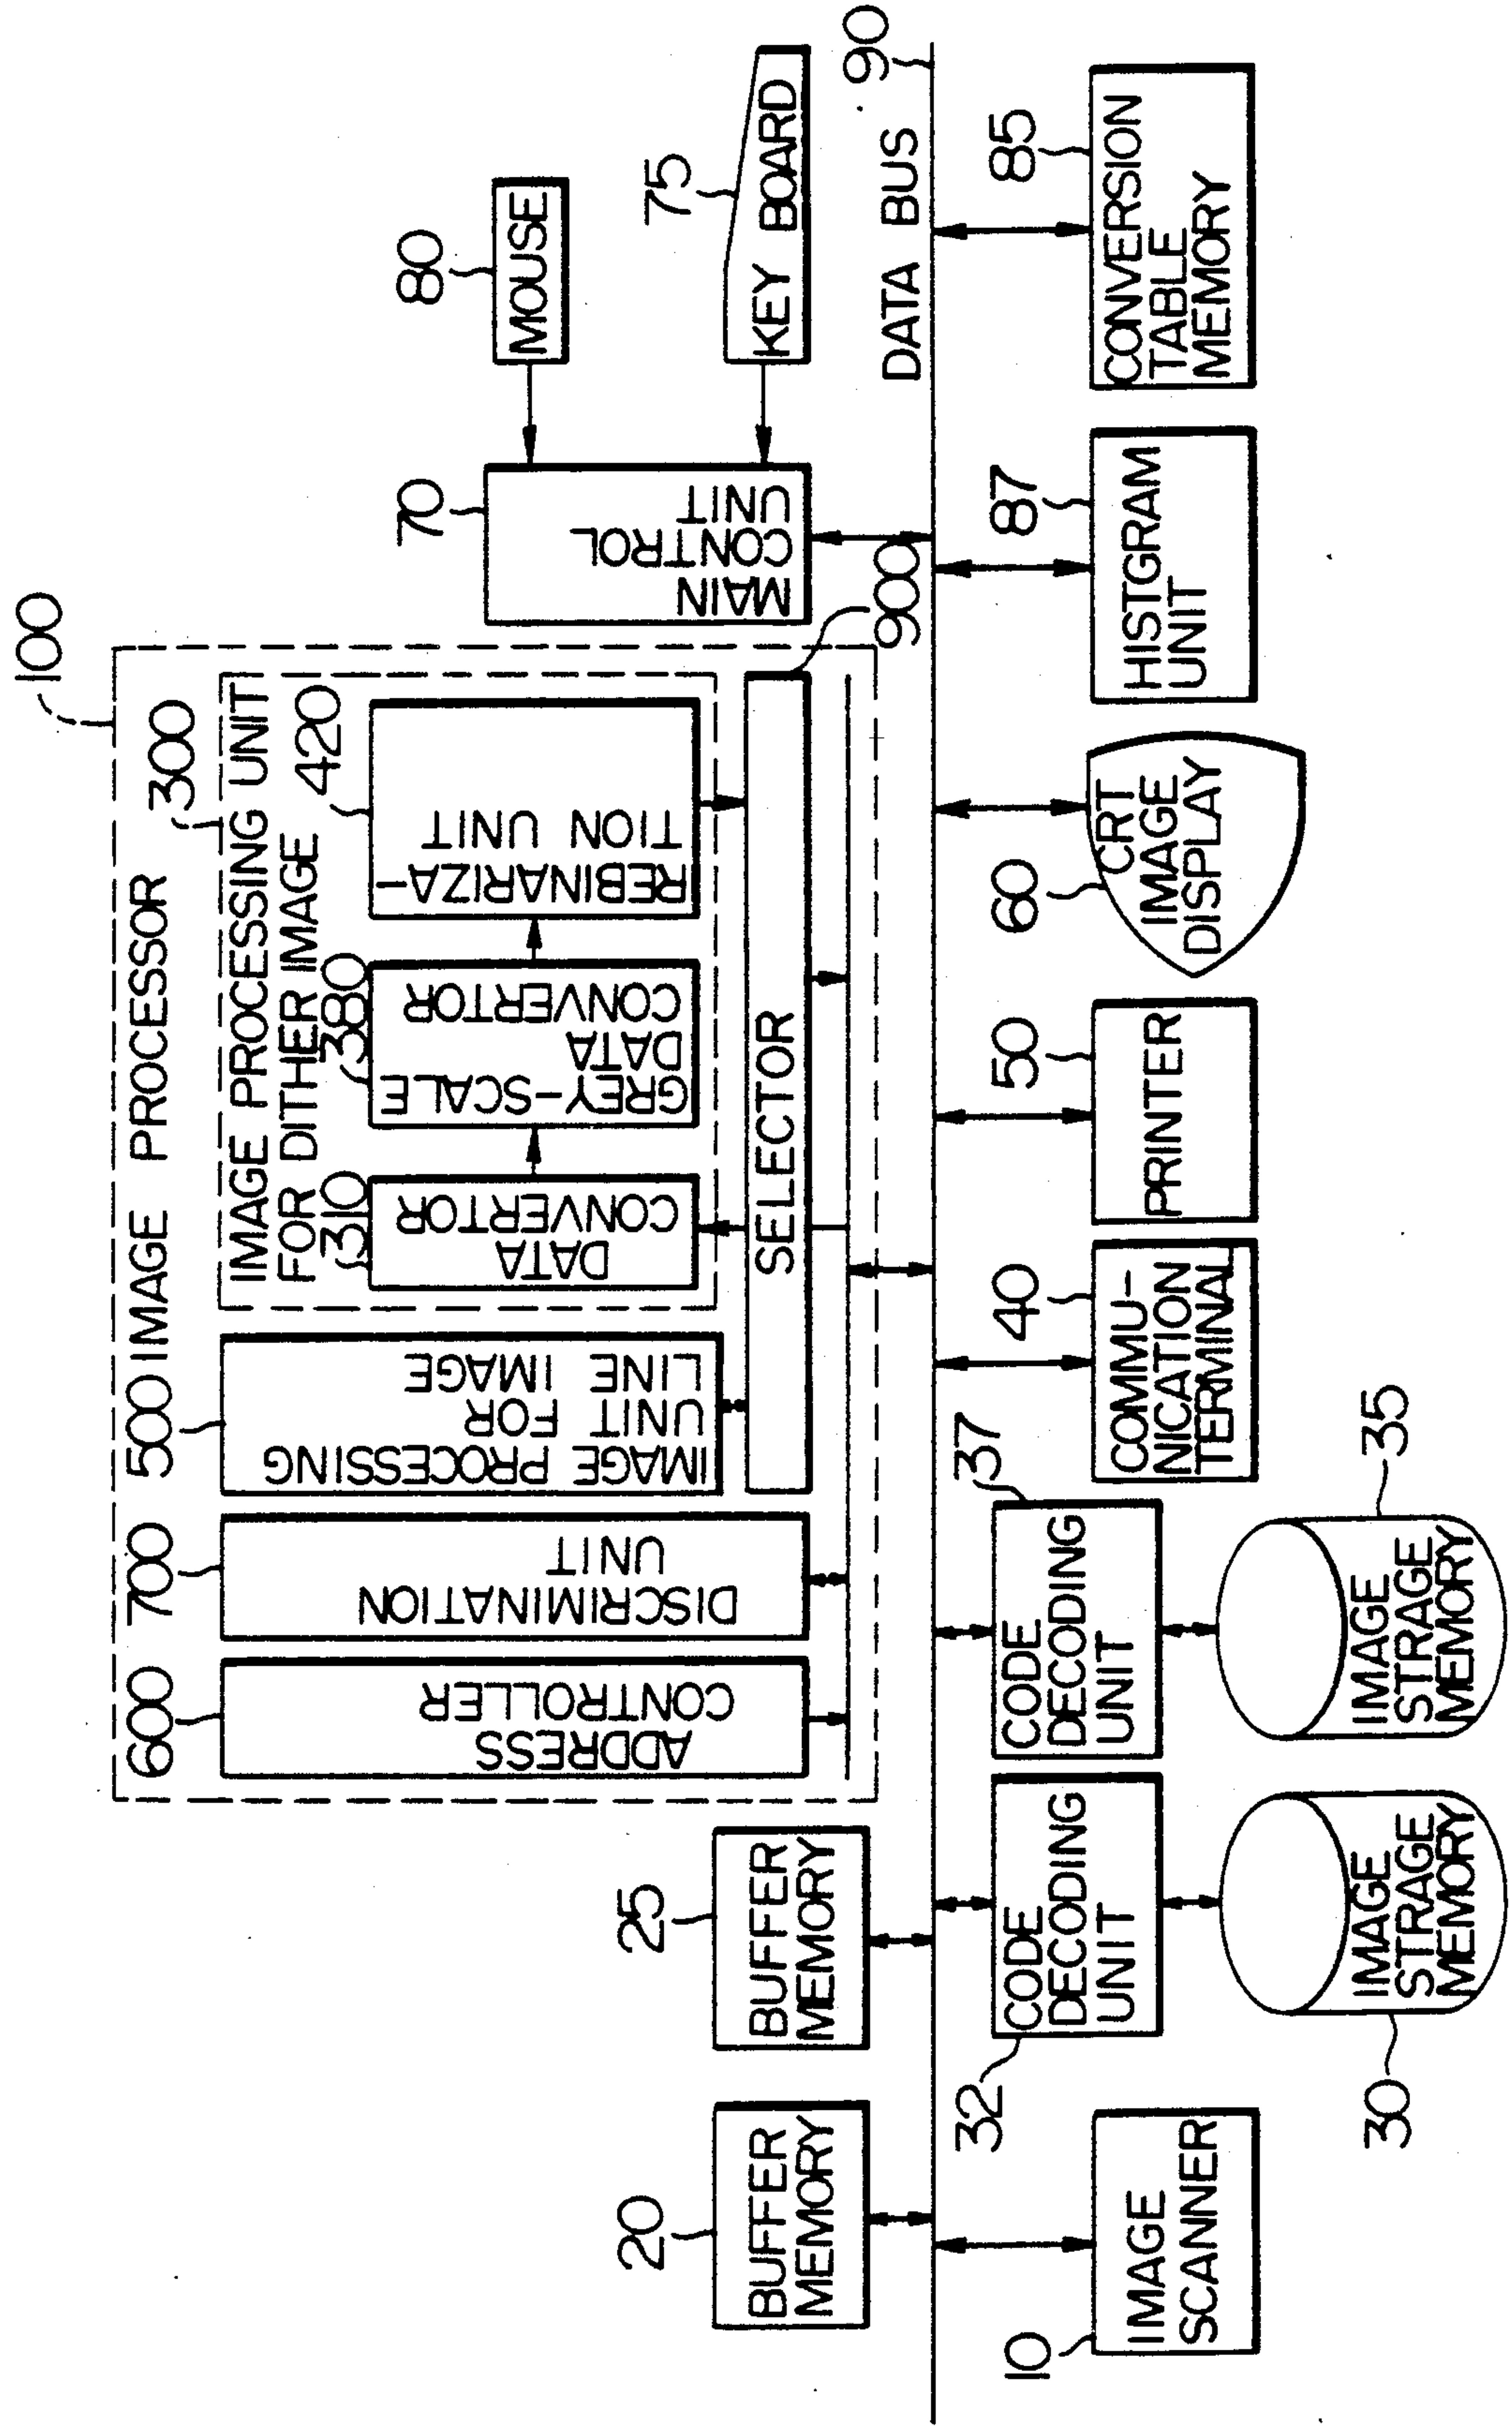 100
IMAGE PROCESSOR
300
IMAGE PROCESSING UNIT
FOR DITHER IMAGE
600
ADDRESS
CONTROLLER
700
DISCRIMINATION
UNIT
500
IMAGE PROCESSING
UNIT FOR
LINE IMAGE
310
DATA
CONVERTOR
380
GREY-SCALE
DATA
CONVERTOR
420
REBINARIZA-
TION UNIT
SELECTOR
900
20
BUFFER
MEMORY
25
BUFFER
MEMORY
70
MAIN
CONTROL
UNIT
80
MOUSE
75
KEY BOARD
DATA BUS
90
10
IMAGE
SCANNER
32
CODE
DECODING
UNIT
30
IMAGE
STRAGE
MEMORY
37
CODE
DECODING
UNIT
35
IMAGE
STRAGE
MEMORY
40
COMMU-
NICATION
TERMINAL
50
PRINTER
60
CRT
IMAGE
DISPLAY
87
HISTGRAM
UNIT
85
CONVERSION
TABLE
MEMORY